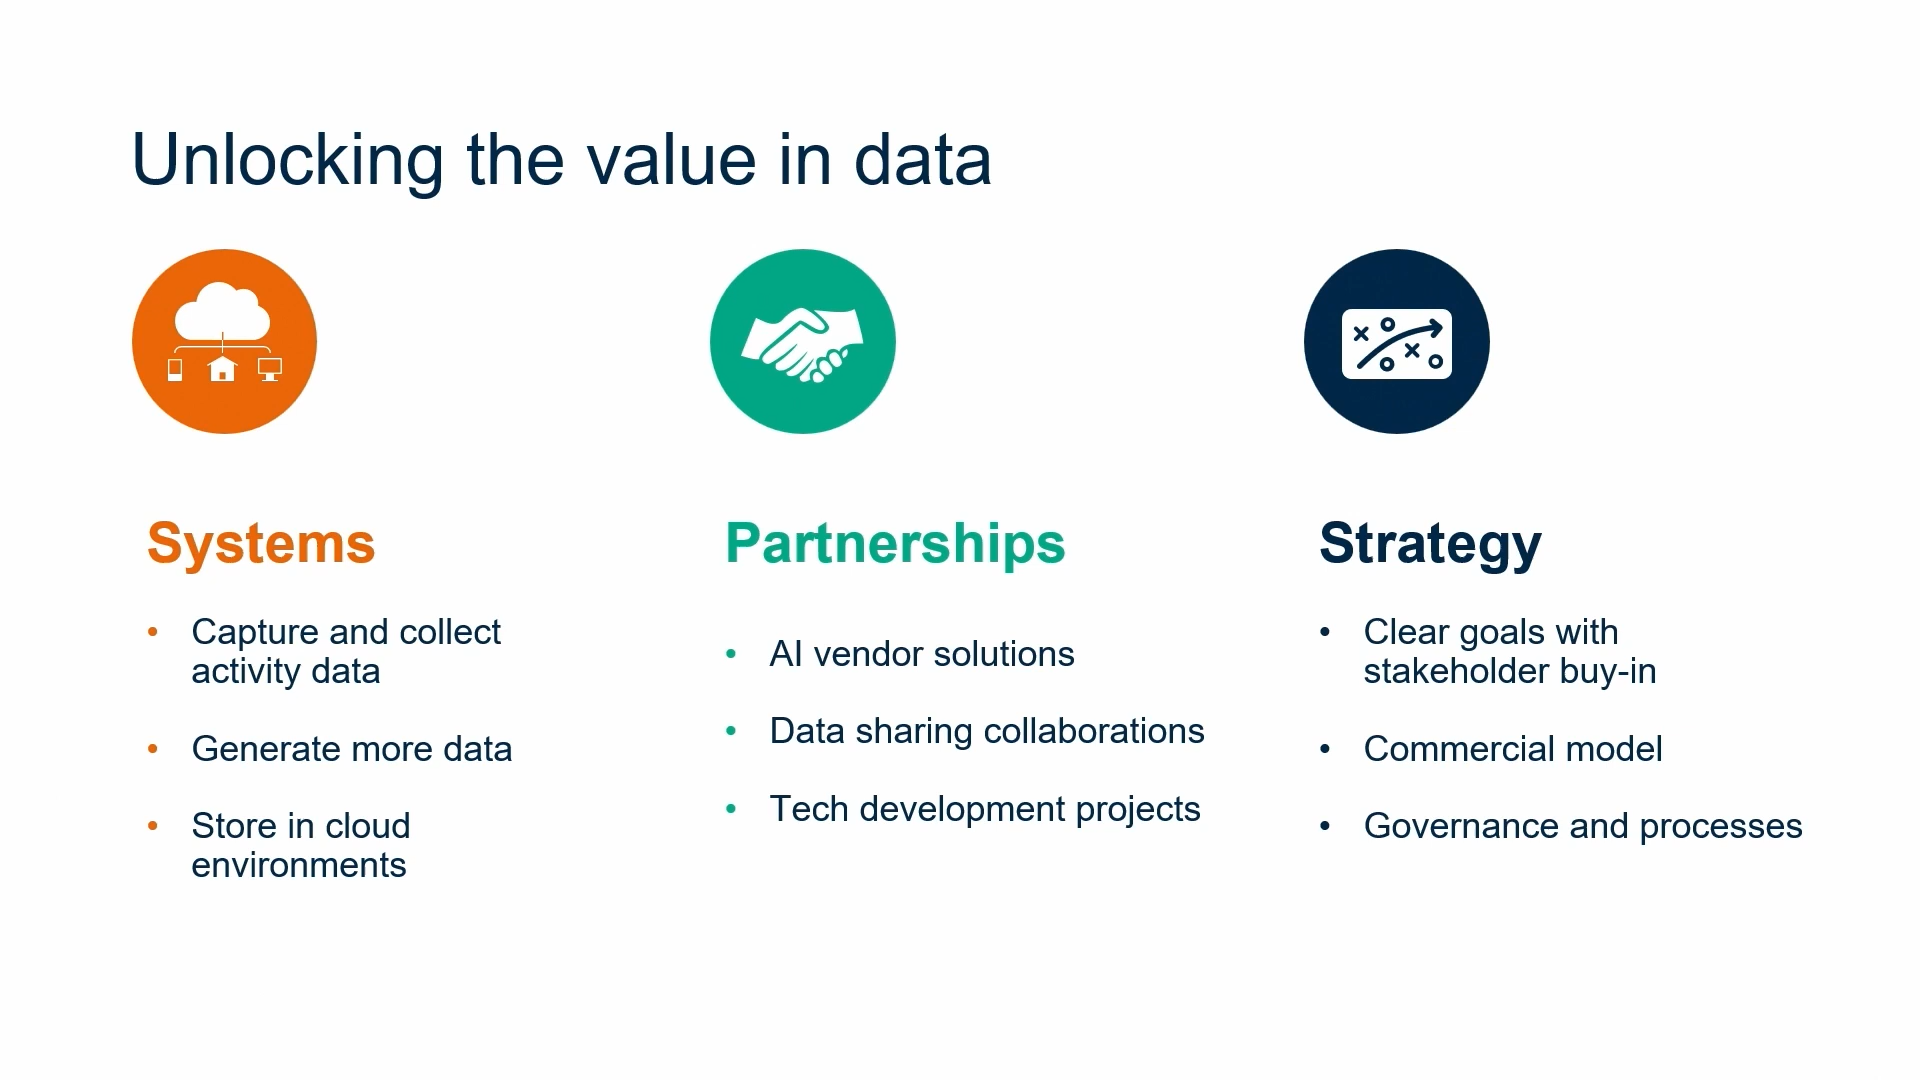 Unlocking the value in data
Systems
• Capture and collect
activity data
• Generate more data
• Store in cloud
environments
Partnerships
• AI vendor solutions
• Data sharing collaborations
• Tech development projects
Strategy
• Clear goals with
stakeholder buy-in
• Commercial model
• Governance and processes